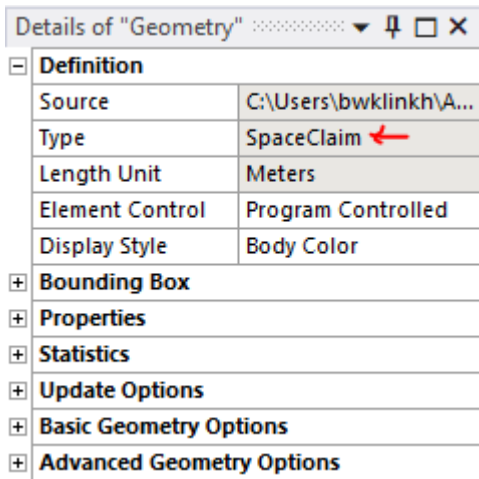 Details of "Geometry"
Definition
Source C:\Users\bwklinkh\A...
Type SpaceClaim
Length Unit Meters
Element Control Program Controlled
Display Style Body Color
Bounding Box
Properties
Statistics
Update Options
Basic Geometry Options
Advanced Geometry Options